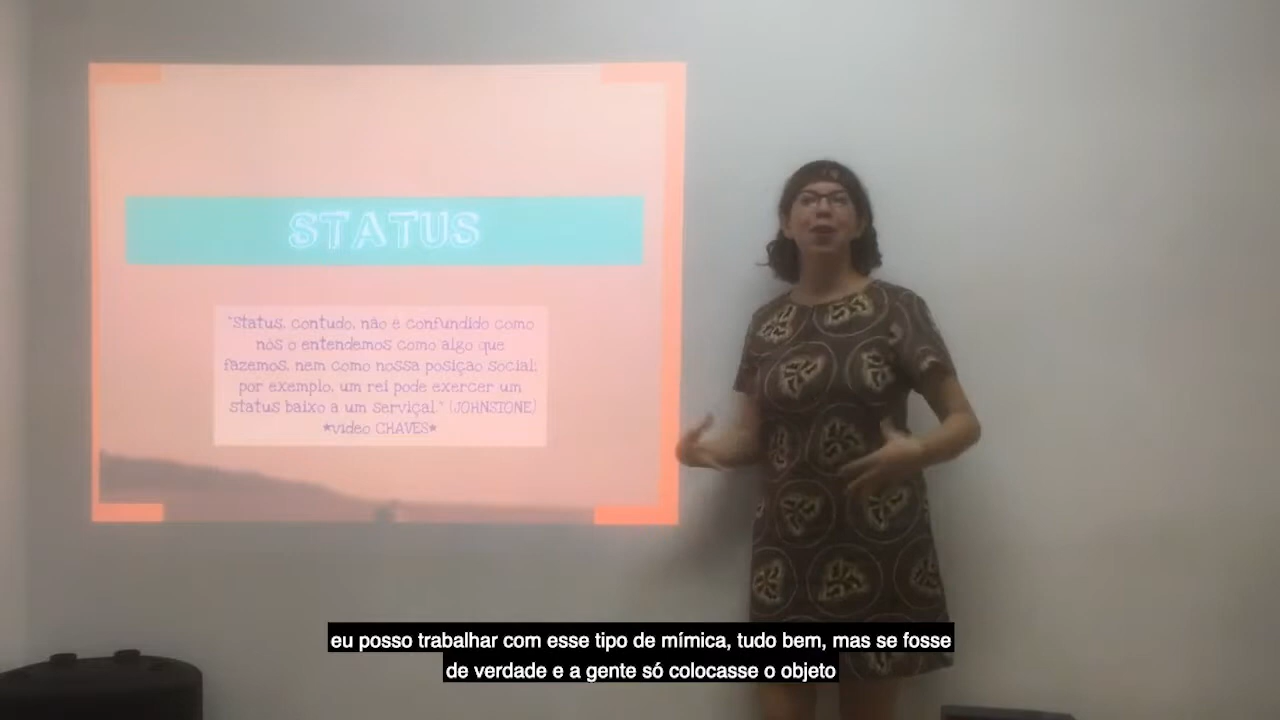 STATUS
"Status, contudo, não é confundido como
nós o entendemos como algo que
fazemos, nem como nossa posição social;
por exemplo, um rei pode exercer um
status baixo a um serviçal." (JOHNSTONE)
*vídeo CHAVES*
eu posso trabalhar com esse tipo de mímica, tudo bem, mas se fosse
de verdade e a gente só colocasse o objeto